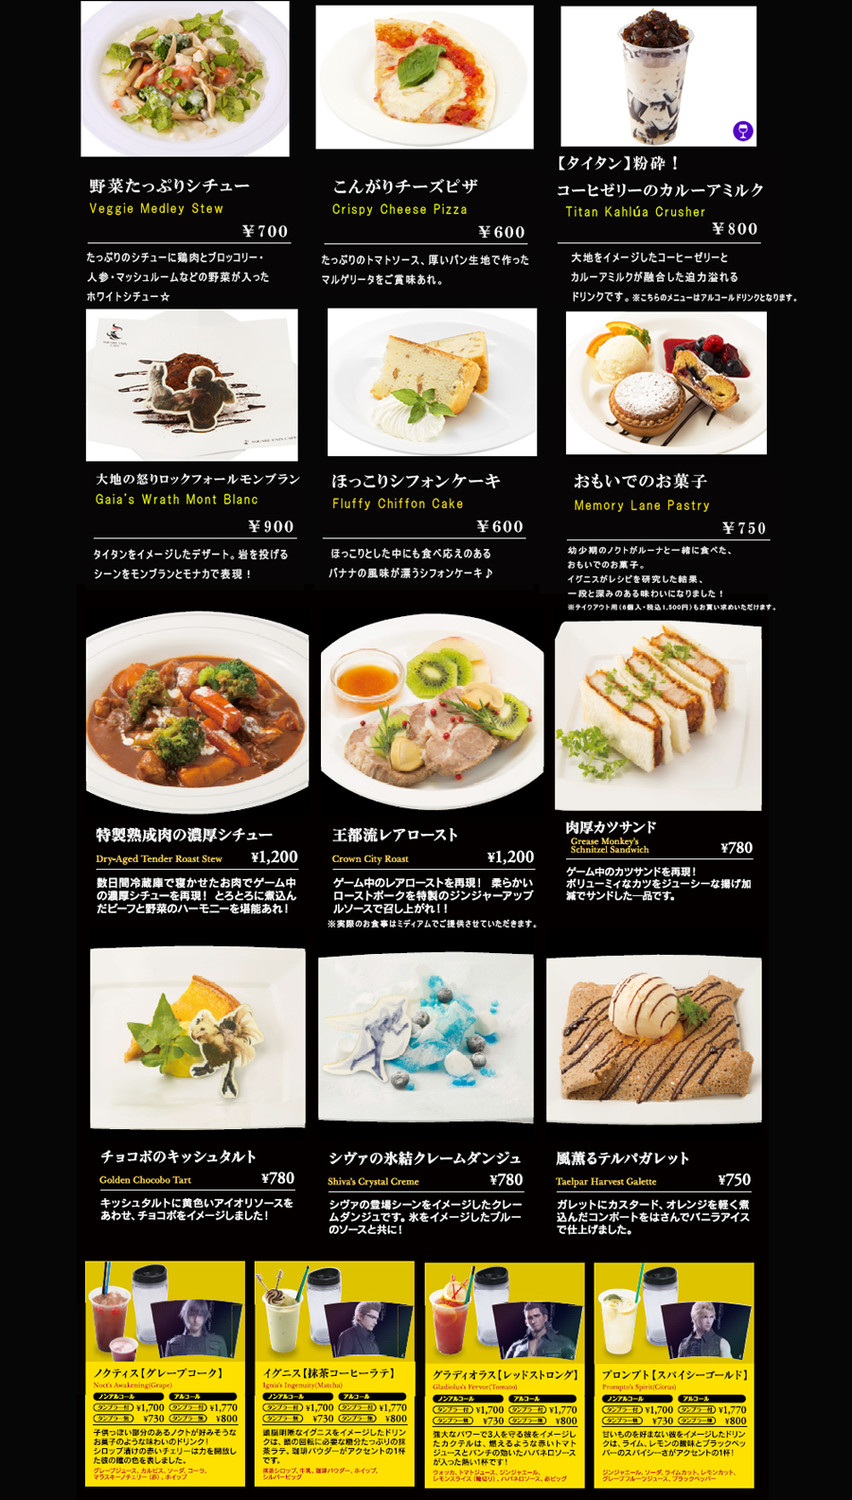 野菜たっぷりシチュー
Veggie Medley Stew
¥700
たっぷりのシチューに鶏肉とブロッコリー・
人参・マッシュルームなどの野菜が入った
ホワイトシチュー☆
こんがりチーズピザ
Crispy Cheese Pizza
¥600
たっぷりのトマトソース、厚いパン生地で作った
マルゲリータをご賞味あれ。
【タイタン】粉砕！
コーヒゼリーのカルーアミルク
Titan Kahlúa Crusher
¥800
大地をイメージしたコーヒーゼリーと
カルーアミルクが融合した迫力溢れる
ドリンクです。※こちらのメニューはアルコールドリンクとなります。
大地の怒りロックフォールモンブラン
Gaia's Wrath Mont Blanc
¥900
タイタンをイメージしたデザート。岩を投げる
シーンをモンブランとモナカで表現！
ほっこりシフォンケーキ
Fluffy Chiffon Cake
¥600
ほっこりとした中にも食べ応えのある
バナナの風味が漂うシフォンケーキ♪
おもいでのお菓子
Memory Lane Pastry
¥750
幼少期のノクトがルーナと一緒に食べた、
おもいでのお菓子。
イグニスがレシピを研究した結果、
一段と深みのある味わいになりました！
※テイクアウト用(6個入・税込1,500円)もお買い求めいただけます。
特製熟成肉の濃厚シチュー
Dry-Aged Tender Roast Stew ¥1,200
数日間冷蔵庫で寝かせたお肉でゲーム中
の濃厚シチューを再現！ とろとろに煮込ん
だビーフと野菜のハーモニーを堪能あれ！
王都流レアロースト
Crown City Roast ¥1,200
ゲーム中のレアローストを再現！ 柔らかい
ローストポークを特製のジンジャーアップ
ルソースで召し上がれ！！
※実際のお食事はミディアムでご提供させていただきます。
肉厚カツサンド
Grease Monkey's
Schnitzel Sandwich ¥780
ゲーム中のカツサンドを再現！
ボリューミィなカツをジューシーな揚げ加
減でサンドした一品です。
チョコボのキッシュタルト
Golden Chocobo Tart ¥780
キッシュタルトに黄色いアイオリソースを
あわせ、チョコボをイメージしました！
シヴァの氷結クレームダンジュ
Shiva's Crystal Creme ¥780
シヴァの登場シーンをイメージしたクレー
ムダンジュです。氷をイメージしたブルー
のソースと共に！
風薫るテルパガレット
Taelpar Harvest Galette ¥750
ガレットにカスタード、オレンジを軽く煮
込んだコンポートをはさんでバニラアイス
で仕上げました。
ノクティス【グレープコーク】
Noct's Awakening(Grape)
ノンアルコール アルコール
タンブラー付 ¥1,700 タンブラー付 ¥1,770
タンブラー無 ¥730 タンブラー無 ¥800
子供っぽい部分のあるノクトが好みそうな
お菓子のような味わいのドリンク！
シロップ漬けの赤いチェリーは力を開放し
た彼の瞳の色を表しました。
グレープジュース、カルピス、ソーダ、コーラ、
マラスキーノチェリー(赤)、ホイップ
イグニス【抹茶コーヒーラテ】
Ignis's Ingenuity(Matcha)
ノンアルコール アルコール
タンブラー付 ¥1,700 タンブラー付 ¥1,770
タンブラー無 ¥730 タンブラー無 ¥800
頭脳明晰なイグニスをイメージしたドリン
クは、頭の回転に必要な糖分たっぷりの抹
茶ラテ。珈琲パウダーがアクセントの1杯
です。
抹茶シロップ、牛乳、珈琲パウダー、ホイップ、
シルバーピッグ
グラディオラス【レッドストロング】
Gladiolus's Fervor(Tomato)
ノンアルコール アルコール
タンブラー付 ¥1,700 タンブラー付 ¥1,770
タンブラー無 ¥730 タンブラー無 ¥800
強大なパワーで3人を守る彼をイメージし
たカクテルは、燃えるような赤いトマト
ジュースとパンチの効いたハバネロソース
が入った熱い1杯です！
ウォッカ、トマトジュース、ジンジャエール、
レモンスライス(輪切り)、ハバネロソース、赤ピッグ
プロンプト【スパイシーゴールド】
Prompto's Spirit(Citrus)
ノンアルコール アルコール
タンブラー付 ¥1,700 タンブラー付 ¥1,770
タンブラー無 ¥730 タンブラー無 ¥800
甘いものを好まない彼をイメージしたドリン
クは、ライム、レモンの酸味とブラックペッ
パーのスパイシーさがアクセントの1杯！
ジンジャエール、ソーダ、ライムカット、レモンカット、
グレープフルーツジュース、ブラックペッパー